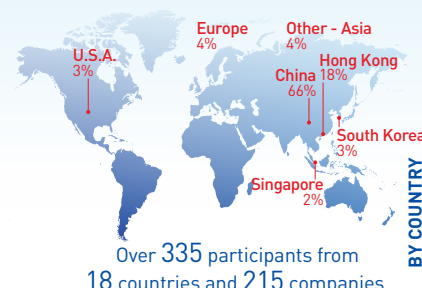 Europe
4%
Other - Asia
4%
U.S.A.
3%
Hong Kong
18%
China
66%
South Korea
3%
Singapore
2%
BY COUNTRY
Over 335 participants from
18 countries and 215 companies